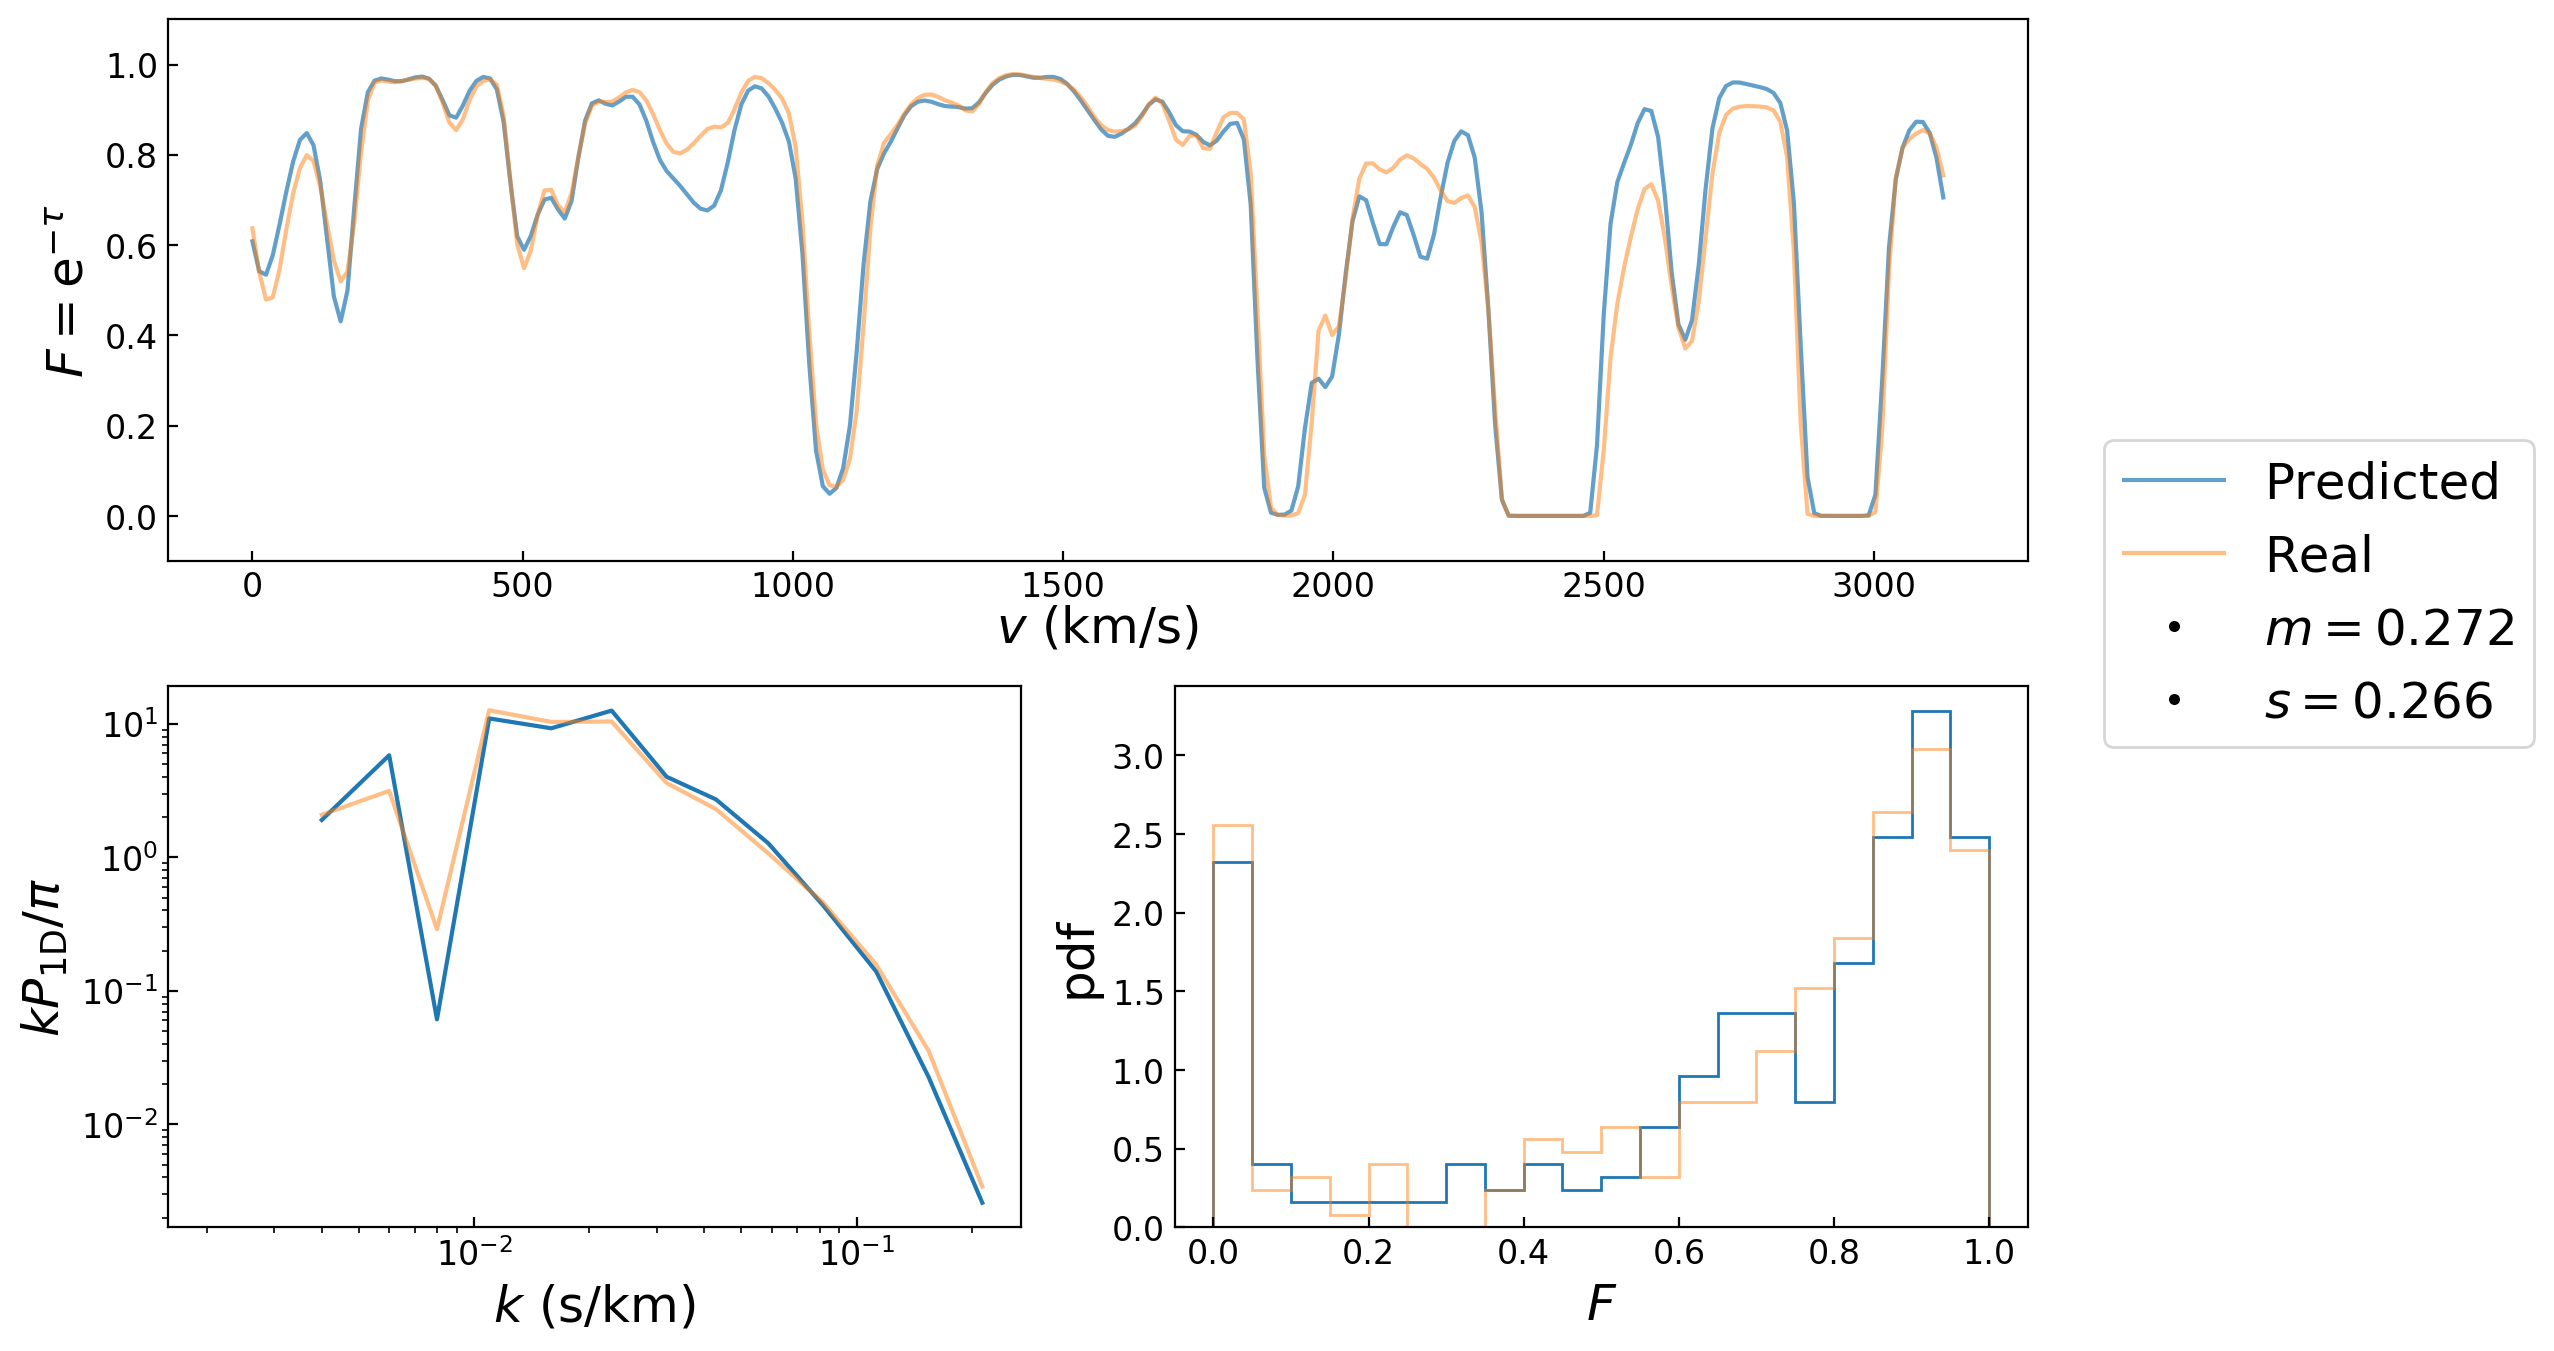 F = e^{−τ}
1.0
0.8
0.6
0.4
0.2
0.0
0 500 1000 1500 2000 2500 3000
v (km/s)
Predicted
Real
m = 0.272
s = 0.266
kP_{1D}/π
10^1
10^0
10^{−1}
10^{−2}
10^{−2} 10^{−1}
k (s/km)
pdf
3.0
2.5
2.0
1.5
1.0
0.5
0.0
0.0 0.2 0.4 0.6 0.8 1.0
F